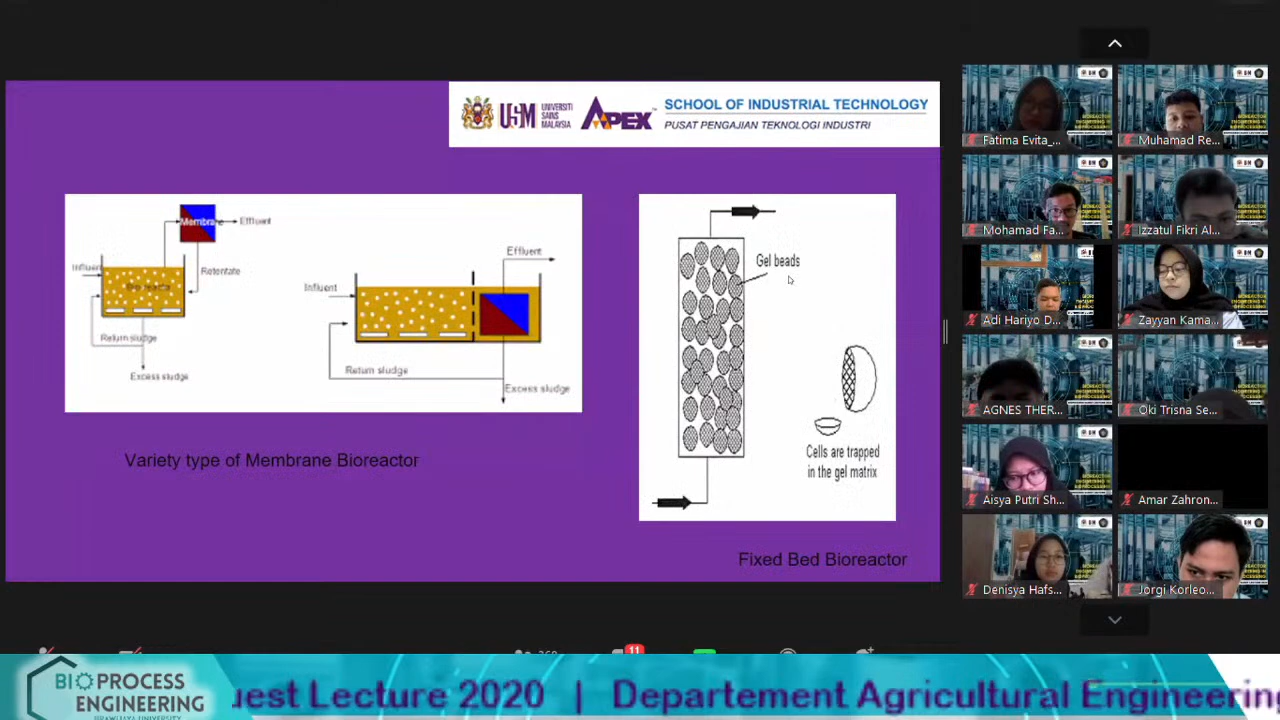 USM
UNIVERSITI
SAINS
MALAYSIA
APEX™
SCHOOL OF INDUSTRIAL TECHNOLOGY
PUSAT PENGAJIAN TEKNOLOGI INDUSTRI
Membrane
Effluent
Influent
Retentate
Return sludge
Excess sludge
Effluent
Influent
Return sludge
Excess sludge
Variety type of Membrane Bioreactor
Gel beads
Cells are trapped
in the gel matrix
Fixed Bed Bioreactor
Fatima Evita_...
Muhamad Re...
Mohamad Fa...
Izzatul Fikri Al...
Adi Hariyo D...
Zayyan Kama...
AGNES THER...
Oki Trisna Se...
Aisya Putri Sh...
Amar Zahron...
Denisya Hafs...
Jorgi Korleo...
11
BIOPROCESS
ENGINEERING
uest Lecture 2020 | Departement Agricultural Engineering